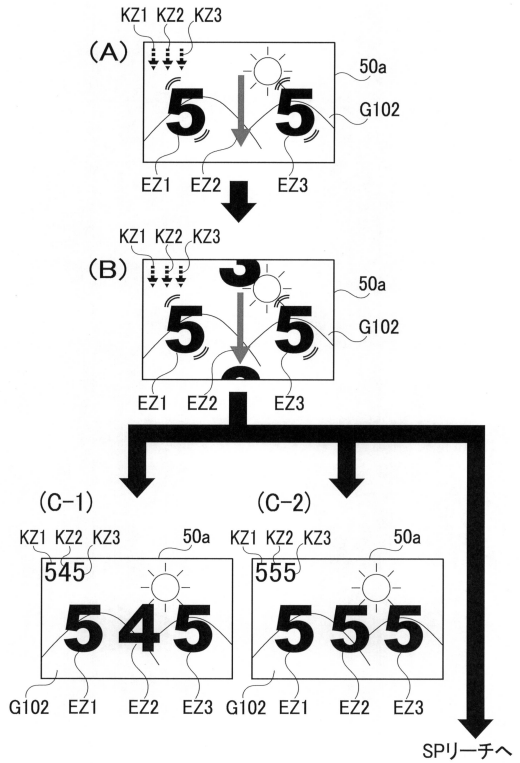 KZ1 KZ2 KZ3
(A)
50a
5 5
G102
EZ1 EZ2 EZ3
KZ1 KZ2 KZ3
(B)
3
50a
5 5
G102
EZ1 EZ2 EZ3
(C-1) (C-2)
KZ1 KZ2 KZ3 50a KZ1 KZ2 KZ3 50a
545 555
5 4 5 5 5 5
G102 EZ1 EZ2 EZ3 G102 EZ1 EZ2 EZ3
SPリーチへ